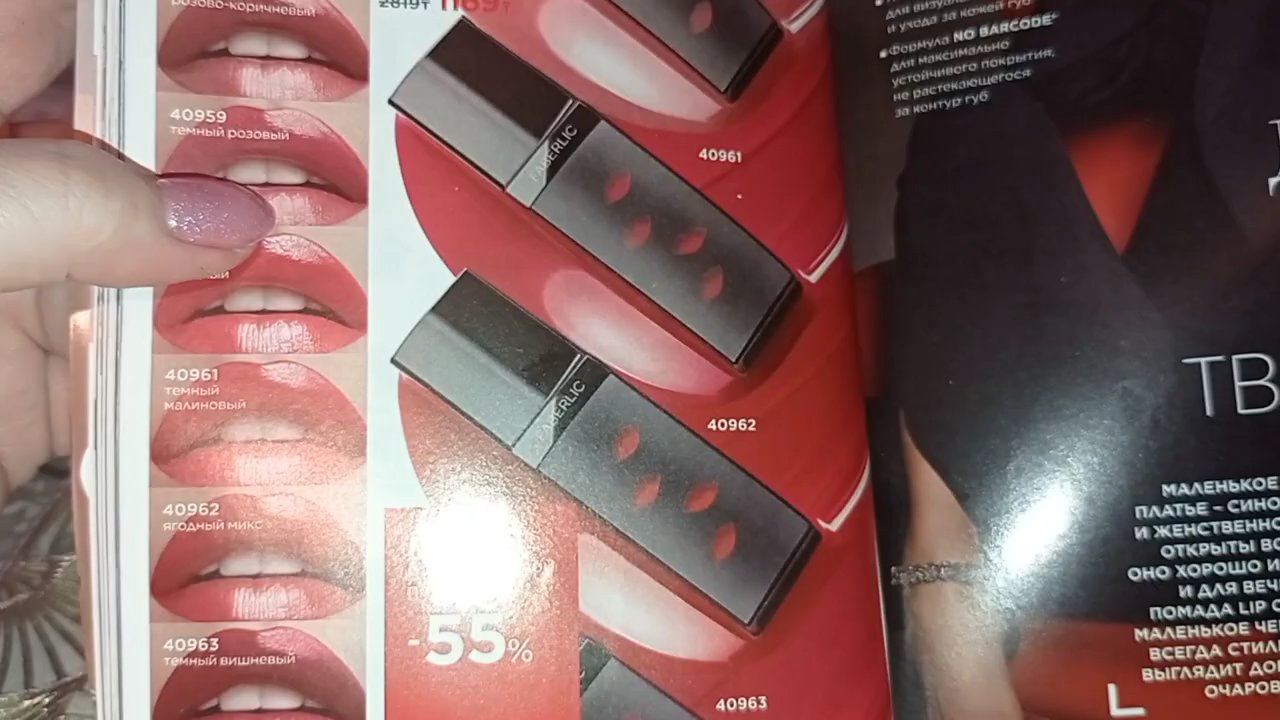 розово-коричневый
40959
темный розовый
40961
темный
малиновый
40962
ягодный микс
40963
темный вишневый
2819₸ 1169₸
FABERLIC
40961
FABERLIC
40962
-55%
40963
и ухода за кожей губ
Формула NO BARCODE
для максимально
устойчивого покрытия,
не растекающегося
за контур губ
ТВ
МАЛЕНЬКОЕ
ПЛАТЬЕ – СИНО
И ЖЕНСТВЕННО
ОТКРЫТЫ ВО
ОНО ХОРОШО И
И ДЛЯ ВЕЧ
ПОМАДА LIP
МАЛЕНЬКОЕ ЧЕ
ВСЕГДА СТИЛ
ВЫГЛЯДИТ ДО
ОЧАРОВ
L